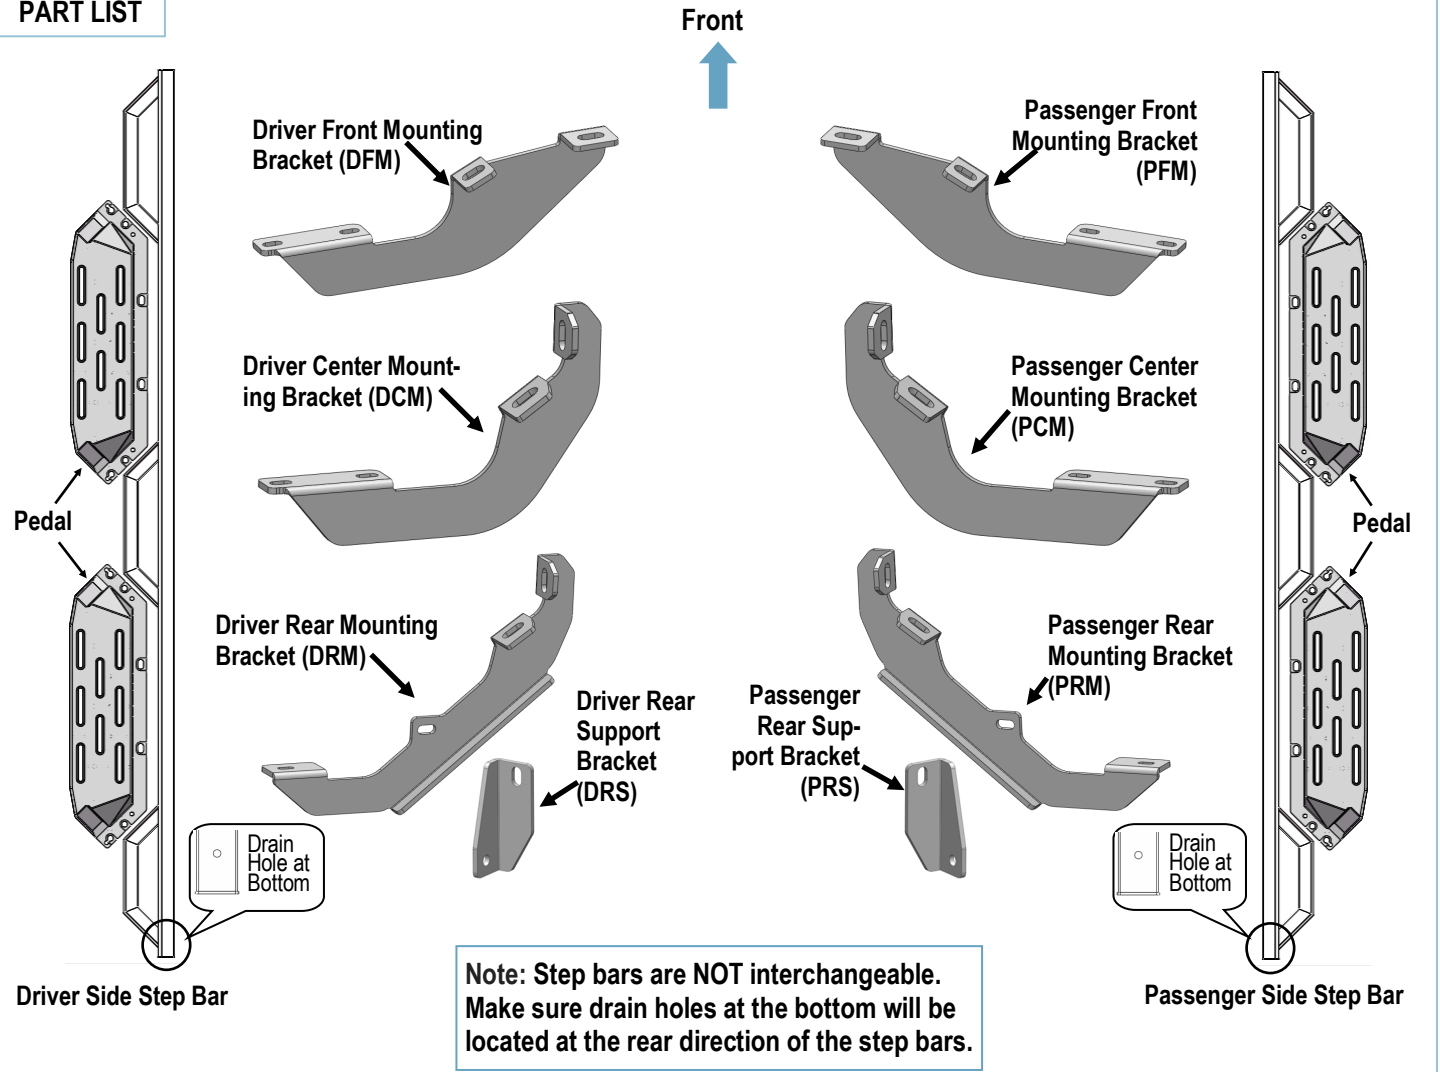 PART LIST
Front
Driver Front Mounting
Bracket (DFM)
Passenger Front
Mounting Bracket
(PFM)
Driver Center Mount-
ing Bracket (DCM)
Passenger Center
Mounting Bracket
(PCM)
Pedal
Pedal
Driver Rear Mounting
Bracket (DRM)
Passenger Rear
Mounting Bracket
(PRM)
Driver Rear
Support
Bracket
(DRS)
Passenger
Rear Sup-
port Bracket
(PRS)
Drain
Hole at
Bottom
Drain
Hole at
Bottom
Driver Side Step Bar
Note: Step bars are NOT interchangeable.
Make sure drain holes at the bottom will be
located at the rear direction of the step bars.
Passenger Side Step Bar